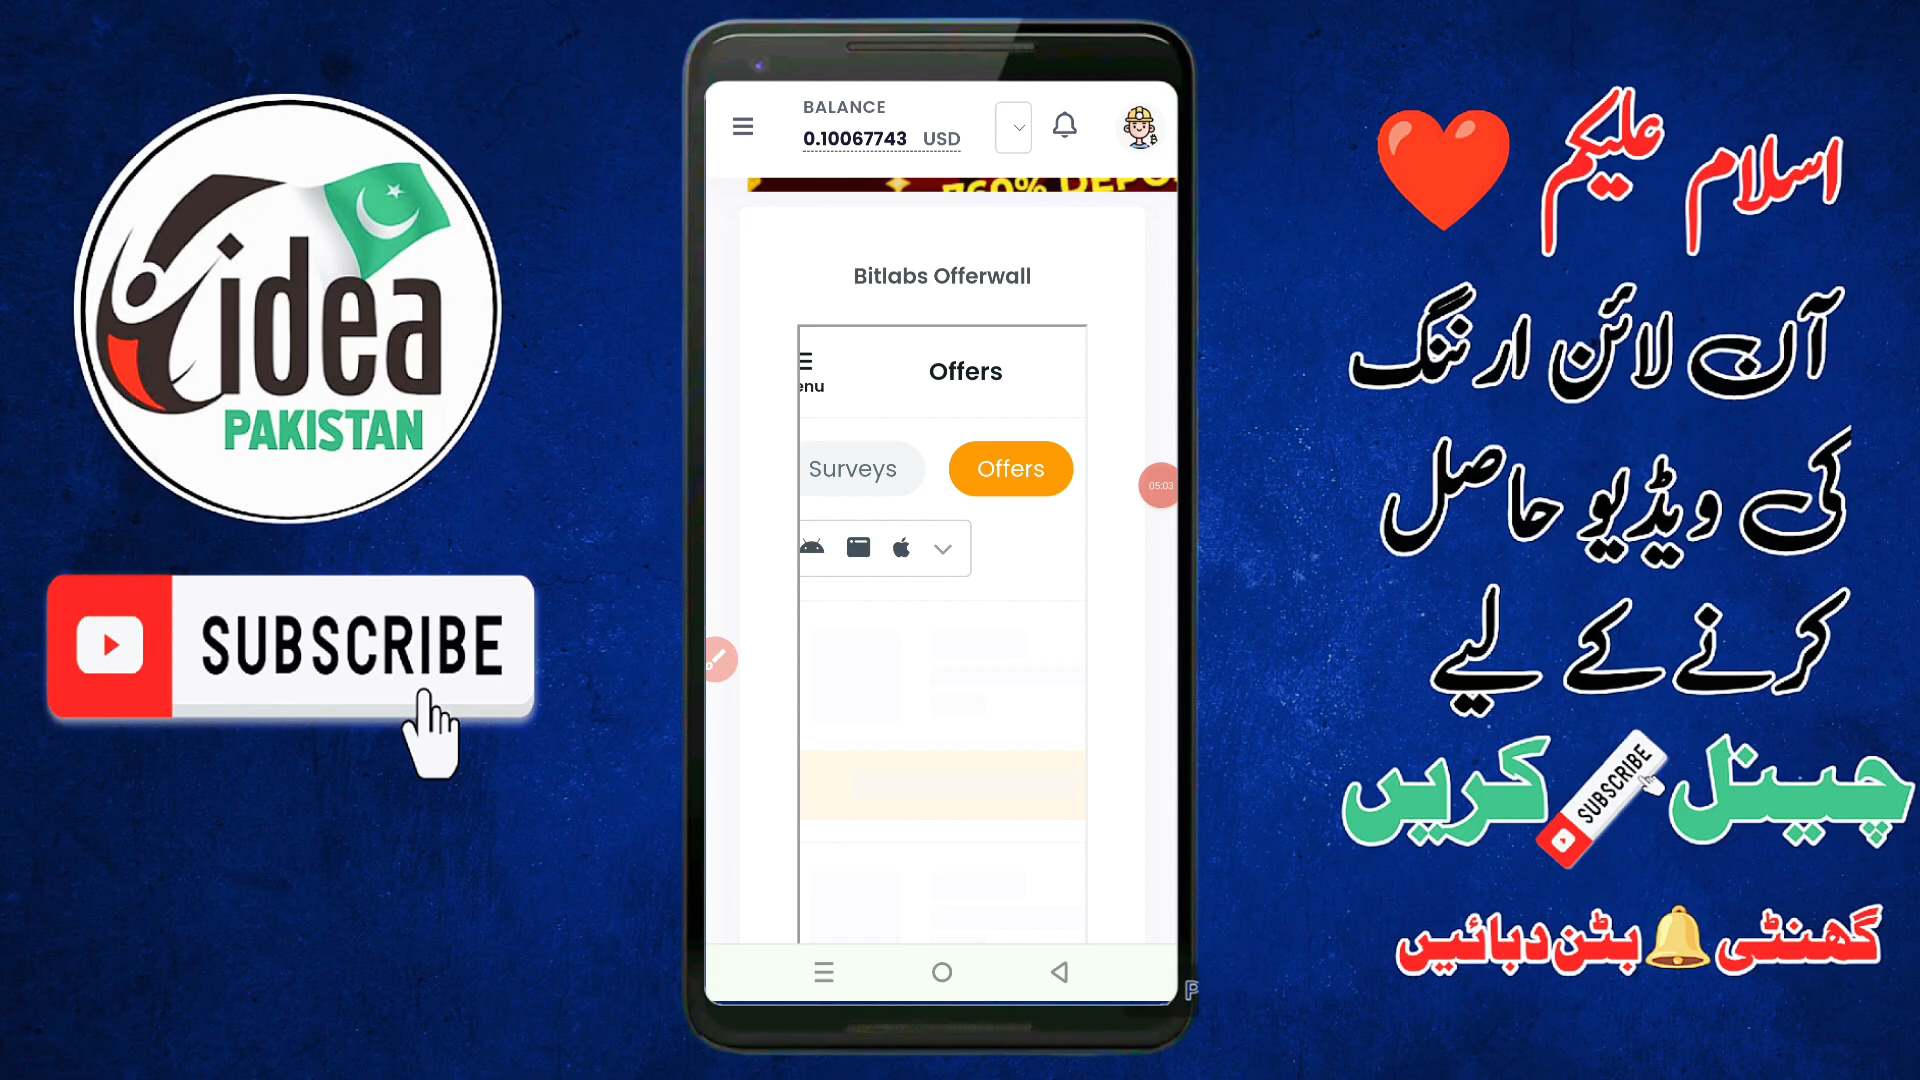 idea
PAKISTAN
SUBSCRIBE
BALANCE
0.10067743 USD
Bitlabs Offerwall
enu
Offers
Surveys
Offers
05:03
P
اسلام علیکم
آن لائن ارننگ
کی ویڈیو حاصل
کرنے کے لیے
چینل SUBSCRIBE کریں
گھنٹی بٹن دبائیں